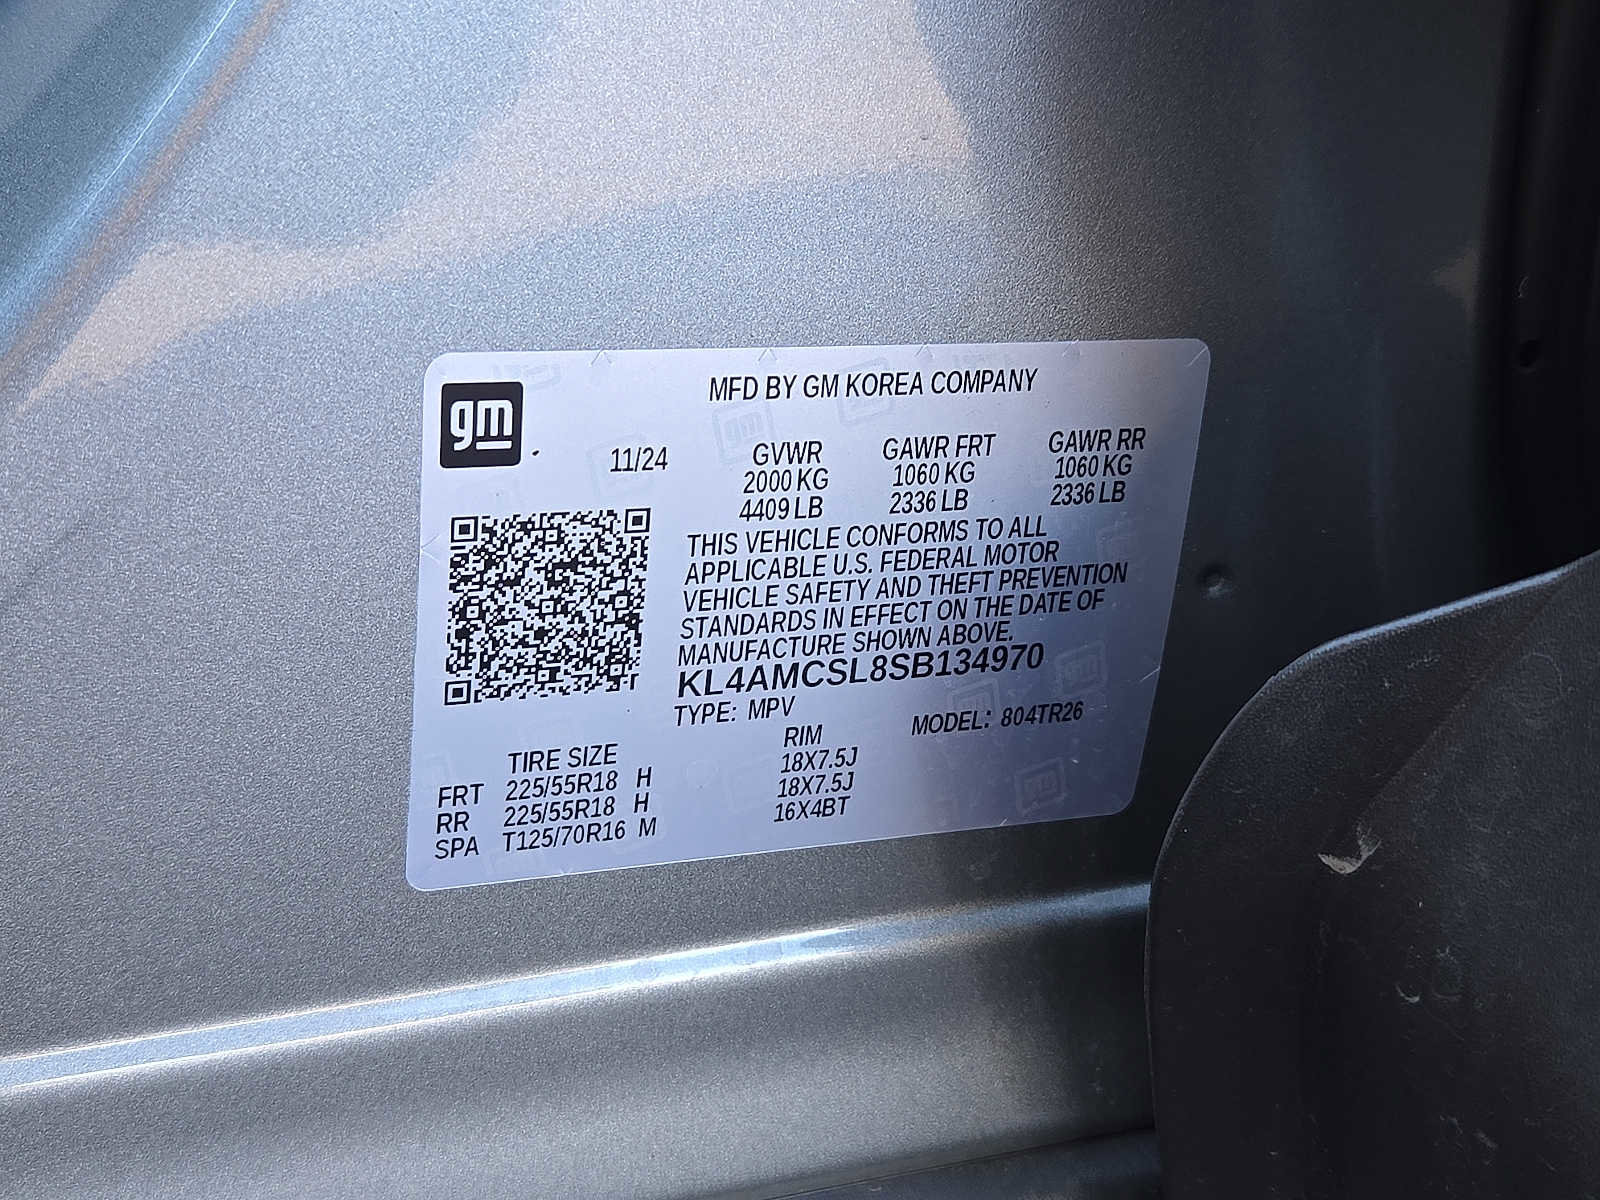 gm
MFD BY GM KOREA COMPANY
11/24 GVWR GAWR FRT GAWR RR
2000 KG 1060 KG 1060 KG
4409 LB 2336 LB 2336 LB
THIS VEHICLE CONFORMS TO ALL
APPLICABLE U.S. FEDERAL MOTOR
VEHICLE SAFETY AND THEFT PREVENTION
STANDARDS IN EFFECT ON THE DATE OF
MANUFACTURE SHOWN ABOVE.
KL4AMCSL8SB134970
TYPE: MPV MODEL: 804TR26
TIRE SIZE RIM
FRT 225/55R18 H 18X7.5J
RR 225/55R18 H 18X7.5J
SPA T125/70R16 M 16X4BT